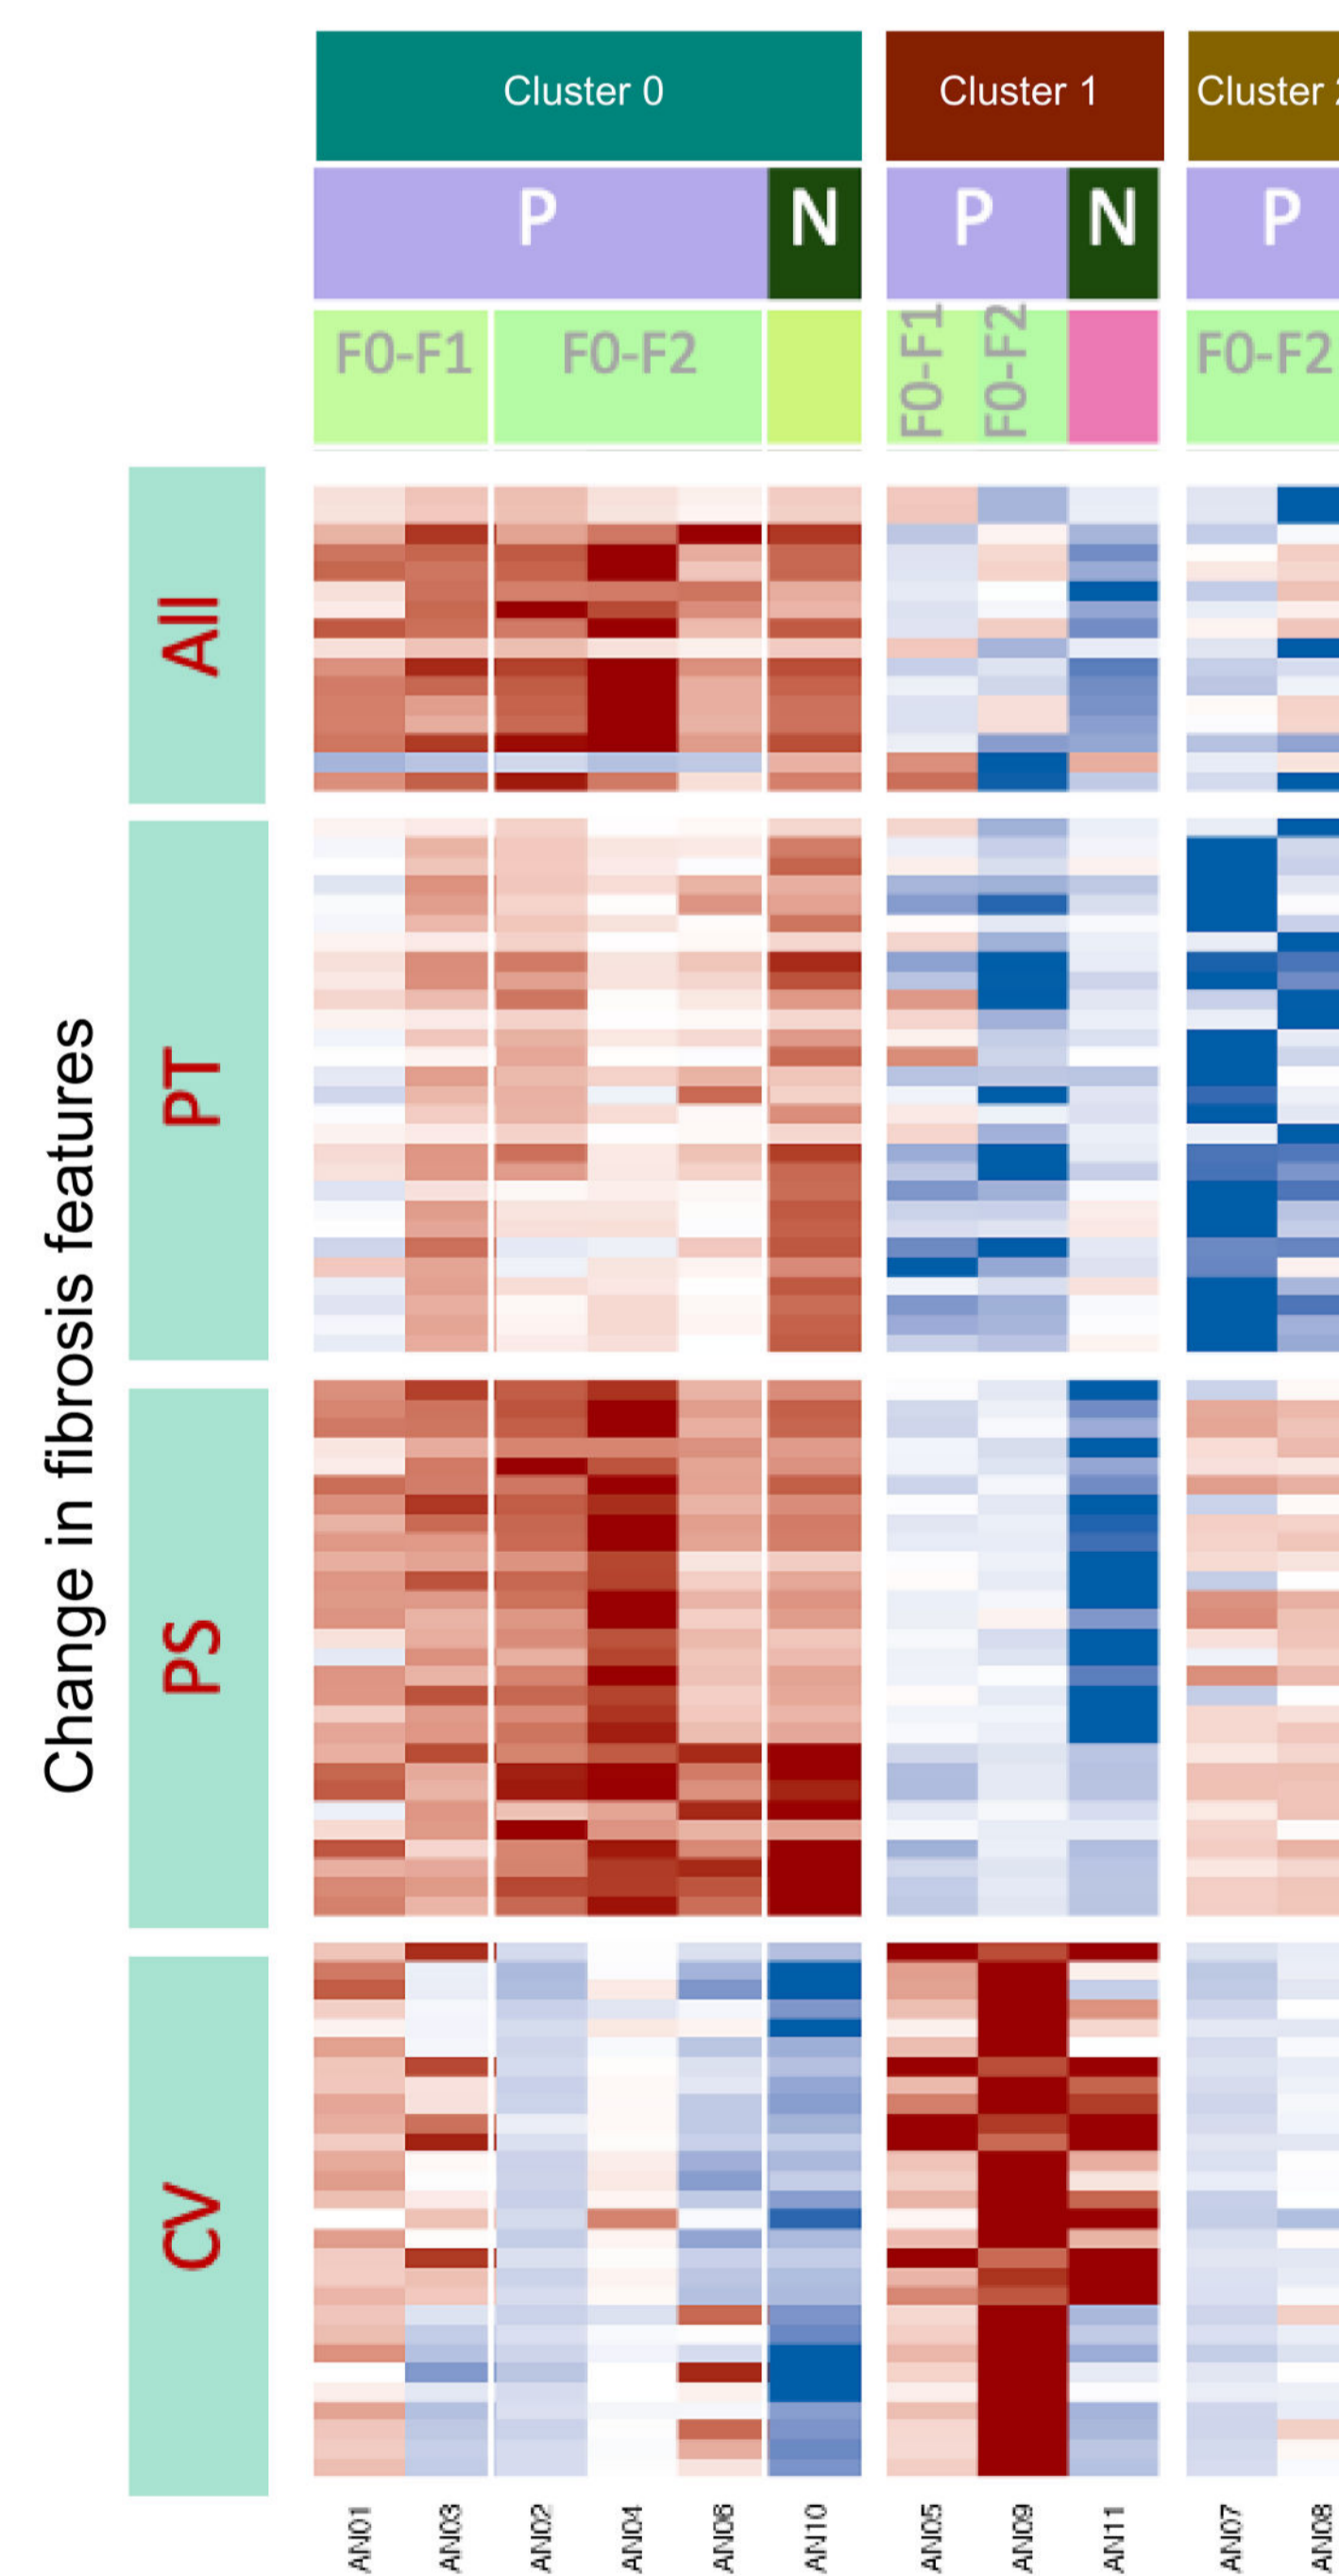 Cluster 0
Cluster 1
Cluster 2
P
N
P
N
P
F0-F1
F0-F2
F0-F1
F0-F2
F0-F2
Change in fibrosis features
All
PT
PS
CV
AN01
AN03
AN02
AN04
AN06
AN10
AN05
AN09
AN11
AN07
AN08